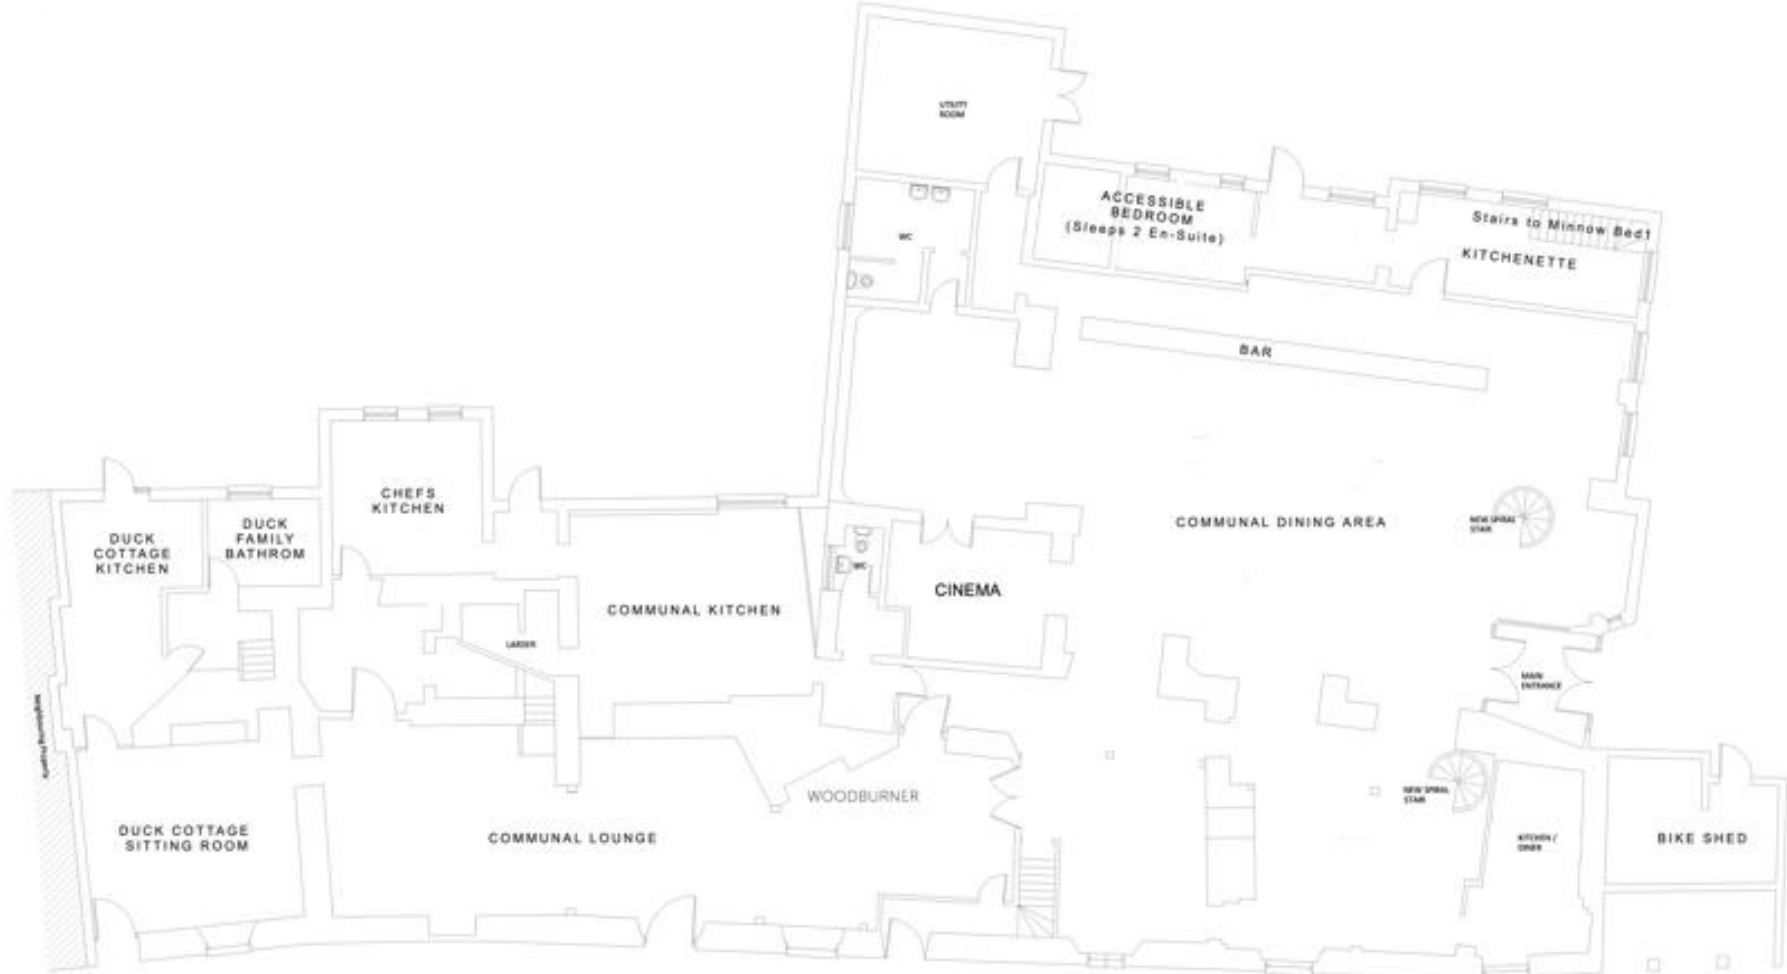 UTILITY
ROOM
ACCESSIBLE
BEDROOM
(Sleeps 2 En-Suite)
Stairs to Minnow Bed1
KITCHENETTE
WC
BAR
CHEFS
KITCHEN
DUCK
COTTAGE
KITCHEN
DUCK
FAMILY
BATHROM
COMMUNAL DINING AREA
NEW SPIRAL
STAIR
WC
CINEMA
COMMUNAL KITCHEN
LARDER
MAIN
ENTRANCE
Neighbouring Property
WOODBURNER
NEW SPIRAL
STAIR
DUCK COTTAGE
SITTING ROOM
COMMUNAL LOUNGE
KITCHEN /
DINER
BIKE SHED